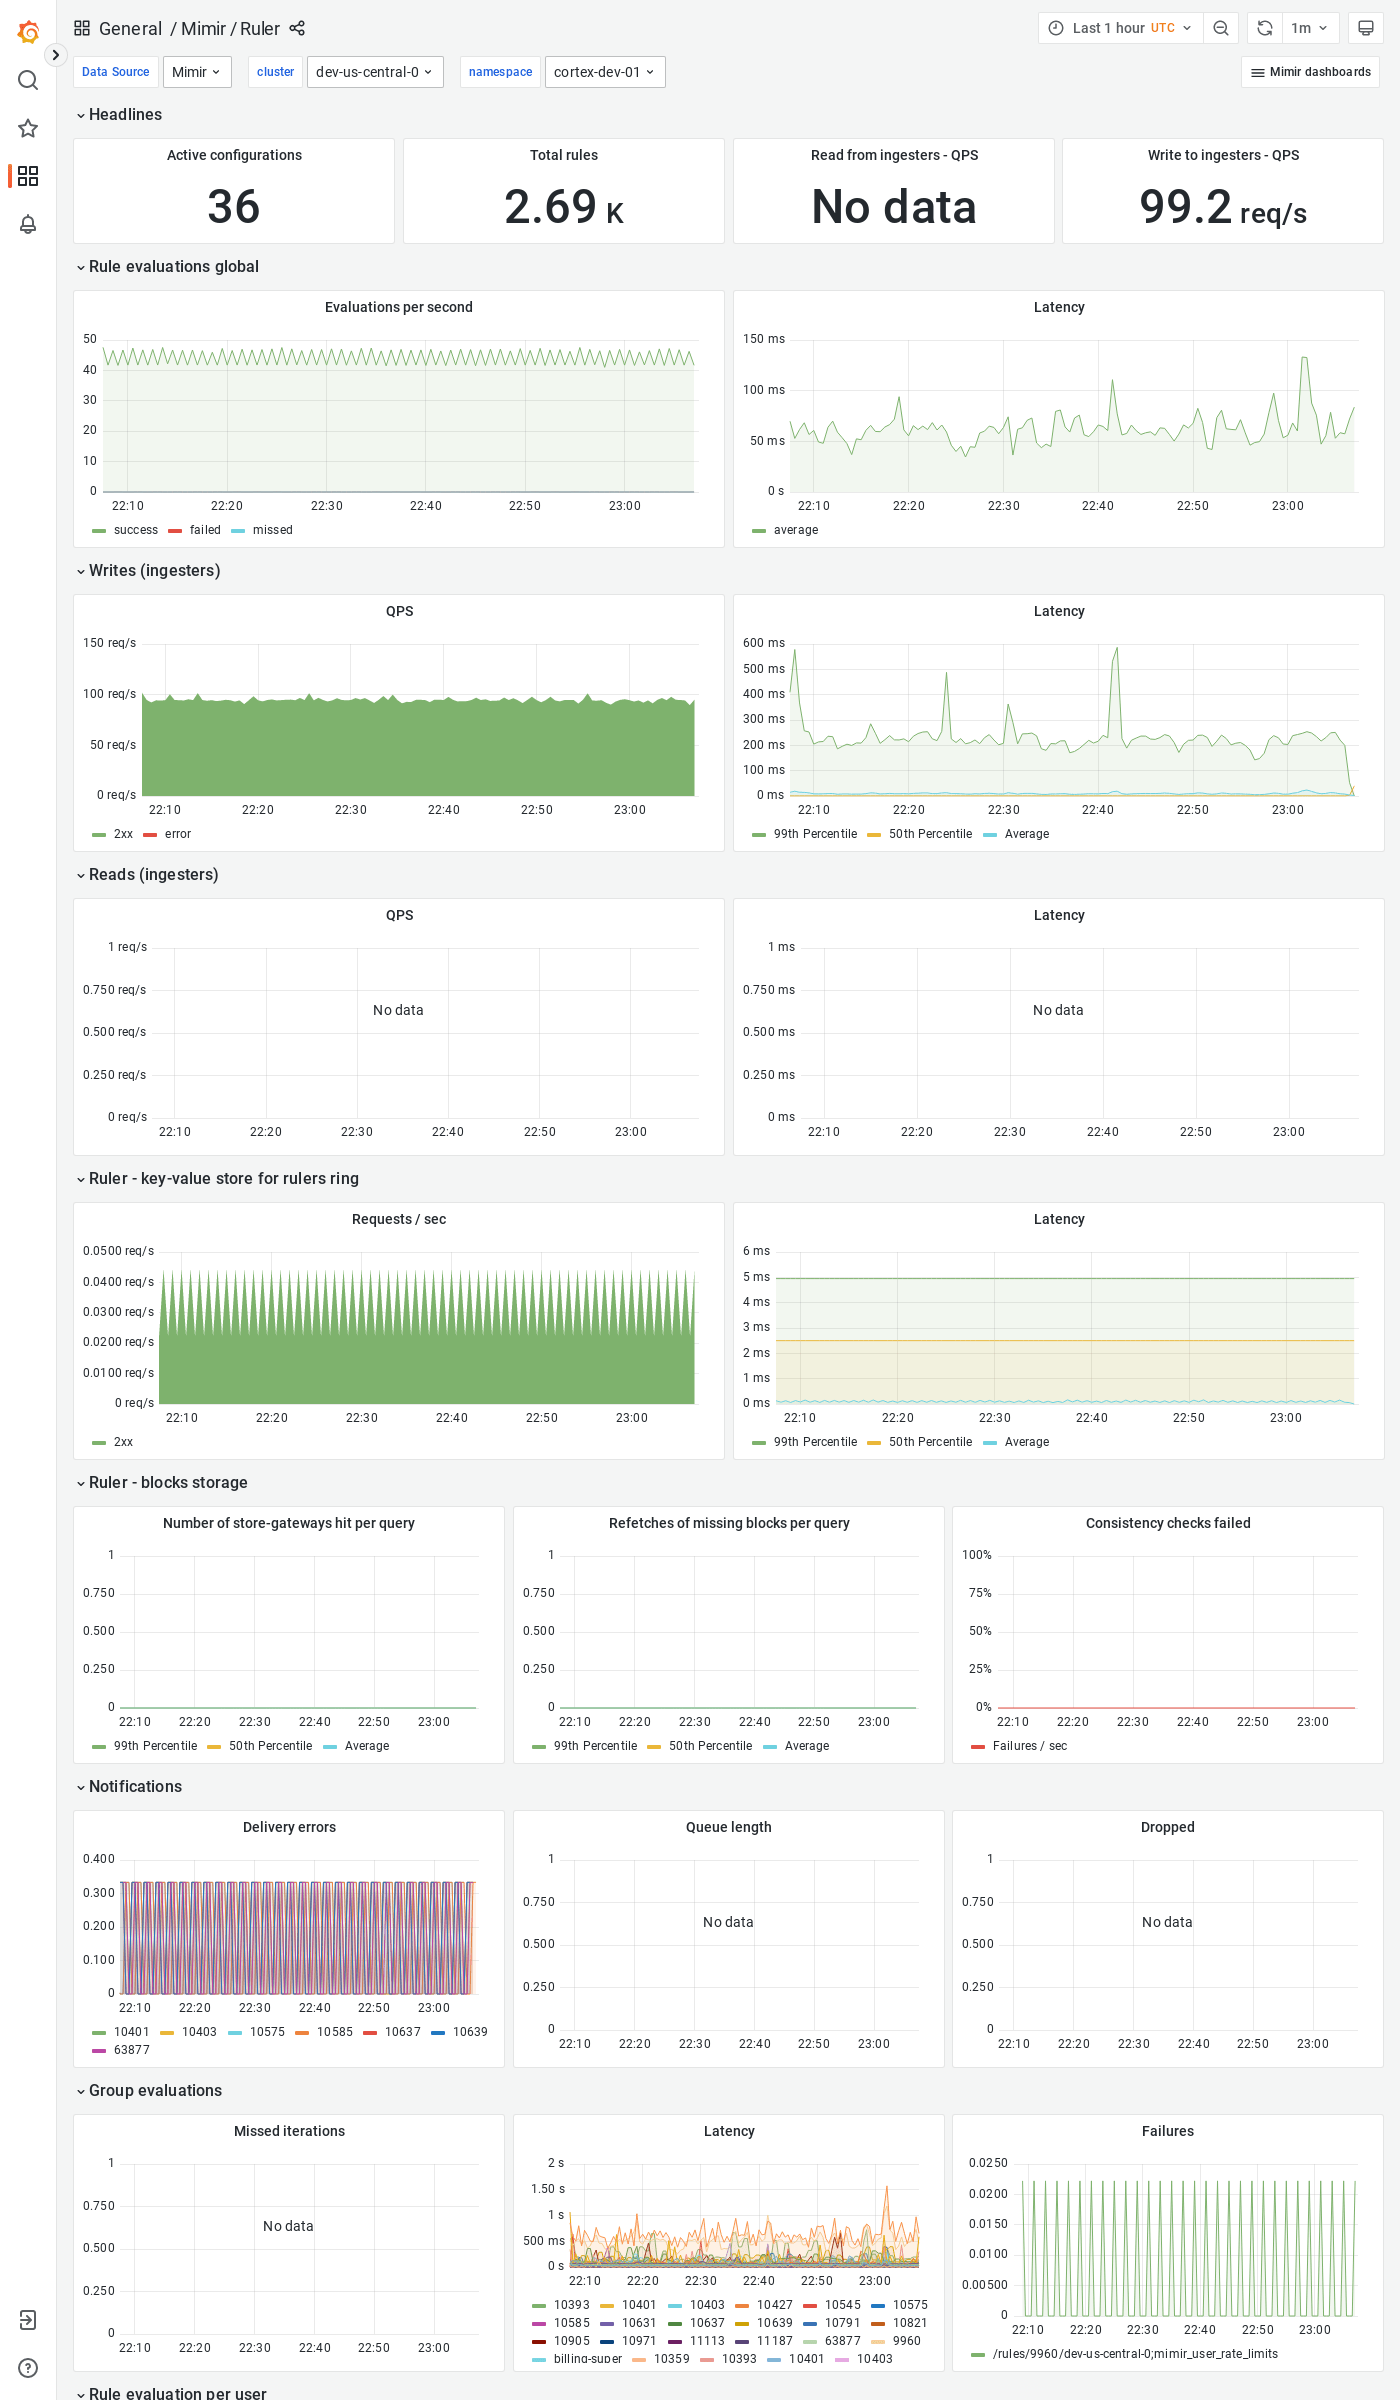 General / Mimir / Ruler
Last 1 hour UTC
1m
Data Source Mimir cluster dev-us-central-0 namespace cortex-dev-01
Mimir dashboards
Headlines
Active configurations
36
Total rules
2.69 K
Read from ingesters - QPS
No data
Write to ingesters - QPS
99.2 req/s
Rule evaluations global
Evaluations per second
50
40
30
20
10
0
22:10 22:20 22:30 22:40 22:50 23:00
success failed missed
Latency
150 ms
100 ms
50 ms
0 s
22:10 22:20 22:30 22:40 22:50 23:00
average
Writes (ingesters)
QPS
150 req/s
100 req/s
50 req/s
0 req/s
22:10 22:20 22:30 22:40 22:50 23:00
2xx error
Latency
600 ms
500 ms
400 ms
300 ms
200 ms
100 ms
0 ms
22:10 22:20 22:30 22:40 22:50 23:00
99th Percentile 50th Percentile Average
Reads (ingesters)
QPS
1 req/s
0.750 req/s
0.500 req/s
0.250 req/s
0 req/s
No data
22:10 22:20 22:30 22:40 22:50 23:00
Latency
1 ms
0.750 ms
0.500 ms
0.250 ms
0 ms
No data
22:10 22:20 22:30 22:40 22:50 23:00
Ruler - key-value store for rulers ring
Requests / sec
0.0500 req/s
0.0400 req/s
0.0300 req/s
0.0200 req/s
0.0100 req/s
0 req/s
22:10 22:20 22:30 22:40 22:50 23:00
2xx
Latency
6 ms
5 ms
4 ms
3 ms
2 ms
1 ms
0 ms
22:10 22:20 22:30 22:40 22:50 23:00
99th Percentile 50th Percentile Average
Ruler - blocks storage
Number of store-gateways hit per query
1
0.750
0.500
0.250
0
22:10 22:20 22:30 22:40 22:50 23:00
99th Percentile 50th Percentile Average
Refetches of missing blocks per query
1
0.750
0.500
0.250
0
22:10 22:20 22:30 22:40 22:50 23:00
99th Percentile 50th Percentile Average
Consistency checks failed
100%
75%
50%
25%
0%
22:10 22:20 22:30 22:40 22:50 23:00
Failures / sec
Notifications
Delivery errors
0.400
0.300
0.200
0.100
0
22:10 22:20 22:30 22:40 22:50 23:00
10401 10403 10575 10585 10637 10639
63877
Queue length
1
0.750
0.500
0.250
0
No data
22:10 22:20 22:30 22:40 22:50 23:00
Dropped
1
0.750
0.500
0.250
0
No data
22:10 22:20 22:30 22:40 22:50 23:00
Group evaluations
Missed iterations
1
0.750
0.500
0.250
0
No data
22:10 22:20 22:30 22:40 22:50 23:00
Latency
2 s
1.50 s
1 s
500 ms
0 s
22:10 22:20 22:30 22:40 22:50 23:00
10393 10401 10403 10427 10545 10575
10585 10631 10637 10639 10791 10821
10905 10971 11113 11187 63877 9960
billing-super 10359 10393 10401 10403
Failures
0.0250
0.0200
0.0150
0.0100
0.00500
0
22:10 22:20 22:30 22:40 22:50 23:00
/rules/9960/dev-us-central-0;mimir_user_rate_limits
Rule evaluation per user